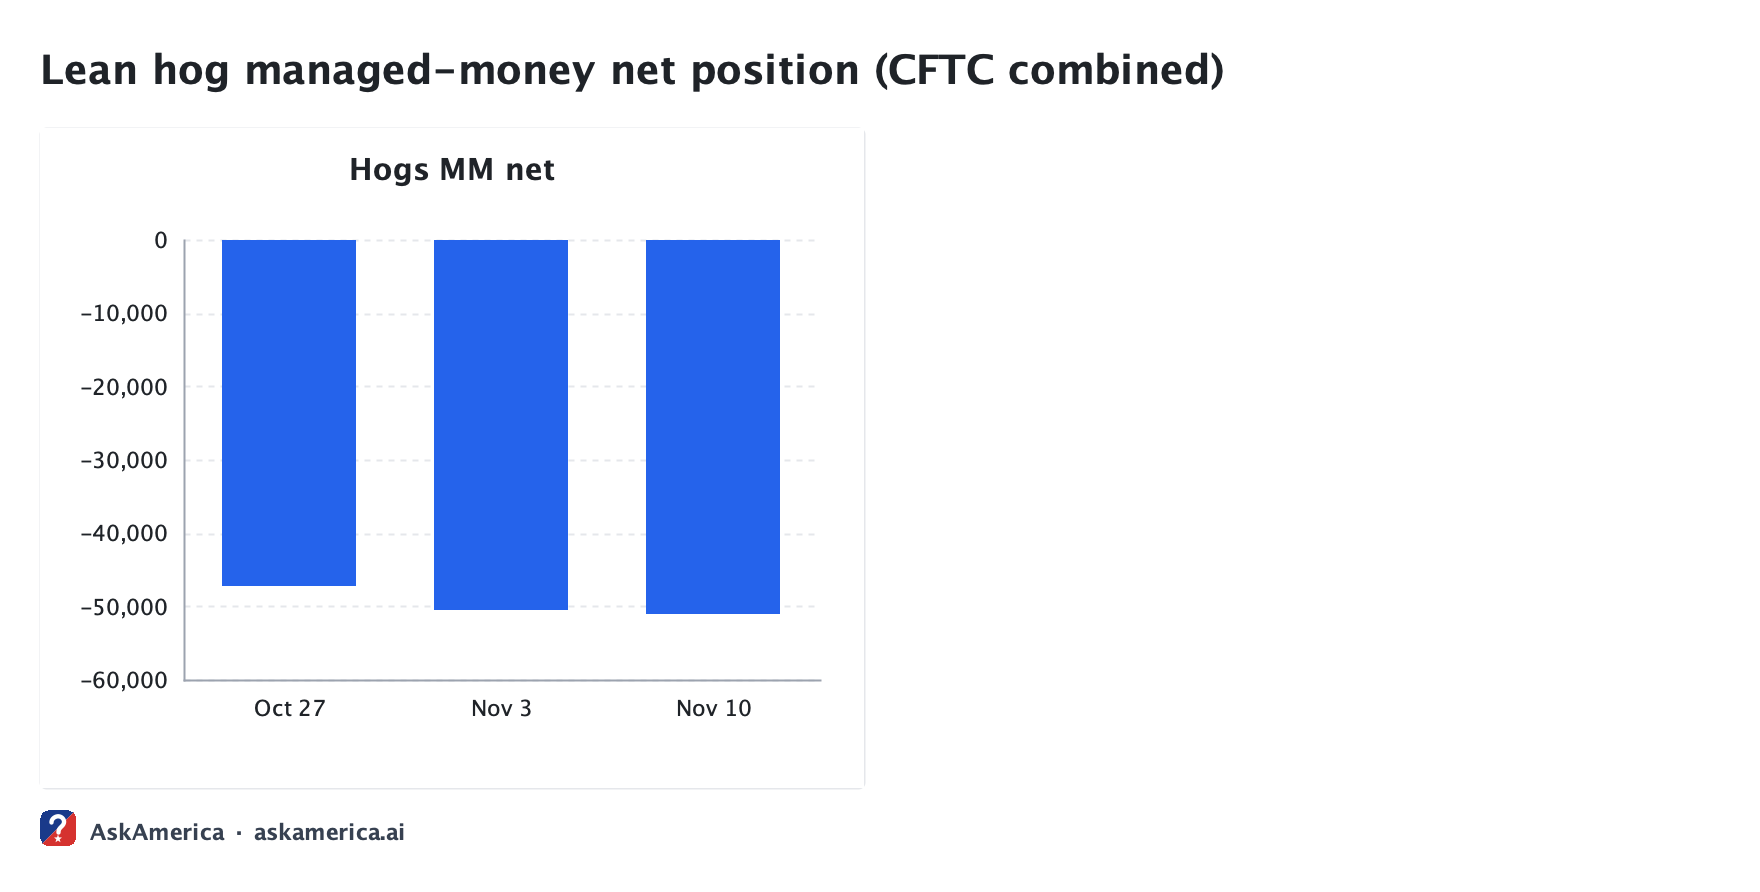 Lean hog managed-money net position (CFTC combined)
Hogs MM net
0
-10,000
-20,000
-30,000
-40,000
-50,000
-60,000
Oct 27
Nov 3
Nov 10
AskAmerica · askamerica.ai